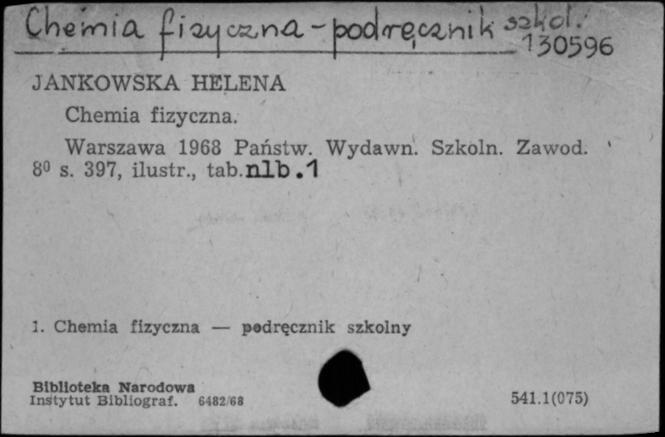 Chemia fizyczna - podręcznik szkol.
130596
JANKOWSKA HELENA
Chemia fizyczna.
Warszawa 1968 Państw. Wydawn. Szkoln. Zawod.
8⁰ s. 397, ilustr., tab. nlb.1
1. Chemia fizyczna — podręcznik szkolny
Biblioteka Narodowa
Instytut Bibliograf. 6482/68
541.1(075)